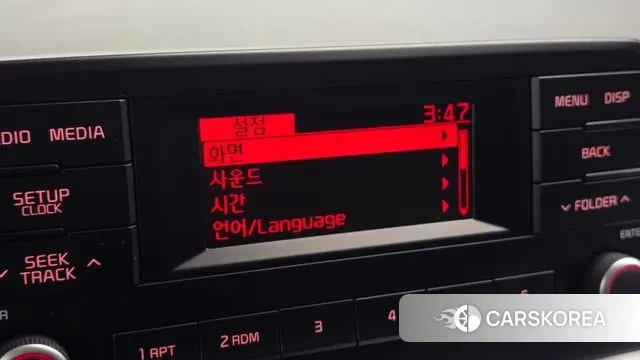 설정 3:47
화면
사운드
시간
언어/Language
MEDIA
SETUP
CLOCK
SEEK
TRACK
MENU DISP
BACK
FOLDER
1 RPT
2 RDM
3
4
CARSKOREA